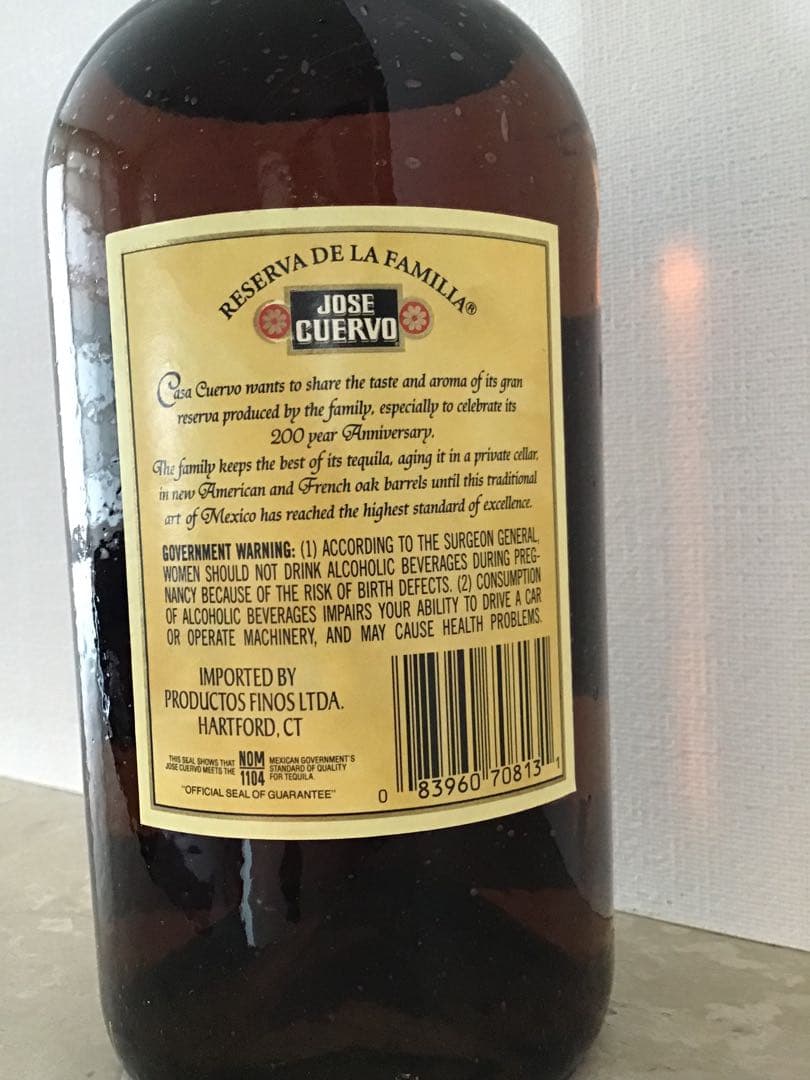 RESERVA DE LA FAMILIA®
JOSE
CUERVO
Casa Cuervo wants to share the taste and aroma of its gran
reserva produced by the family, especially to celebrate its
200 year Anniversary.
The family keeps the best of its tequila, aging it in a private cellar,
in new American and French oak barrels until this traditional
art of Mexico has reached the highest standard of excellence.
GOVERNMENT WARNING: (1) ACCORDING TO THE SURGEON GENERAL,
WOMEN SHOULD NOT DRINK ALCOHOLIC BEVERAGES DURING PREG-
NANCY BECAUSE OF THE RISK OF BIRTH DEFECTS. (2) CONSUMPTION
OF ALCOHOLIC BEVERAGES IMPAIRS YOUR ABILITY TO DRIVE A CAR
OR OPERATE MACHINERY, AND MAY CAUSE HEALTH PROBLEMS.
IMPORTED BY
PRODUCTOS FINOS LTDA.
HARTFORD, CT
THIS SEAL SHOWS THAT
JOSE CUERVO MEETS THE
NOM
1104
MEXICAN GOVERNMENT'S
STANDARD OF QUALITY
FOR TEQUILA.
"OFFICIAL SEAL OF GUARANTEE"
0 83960 70813 1